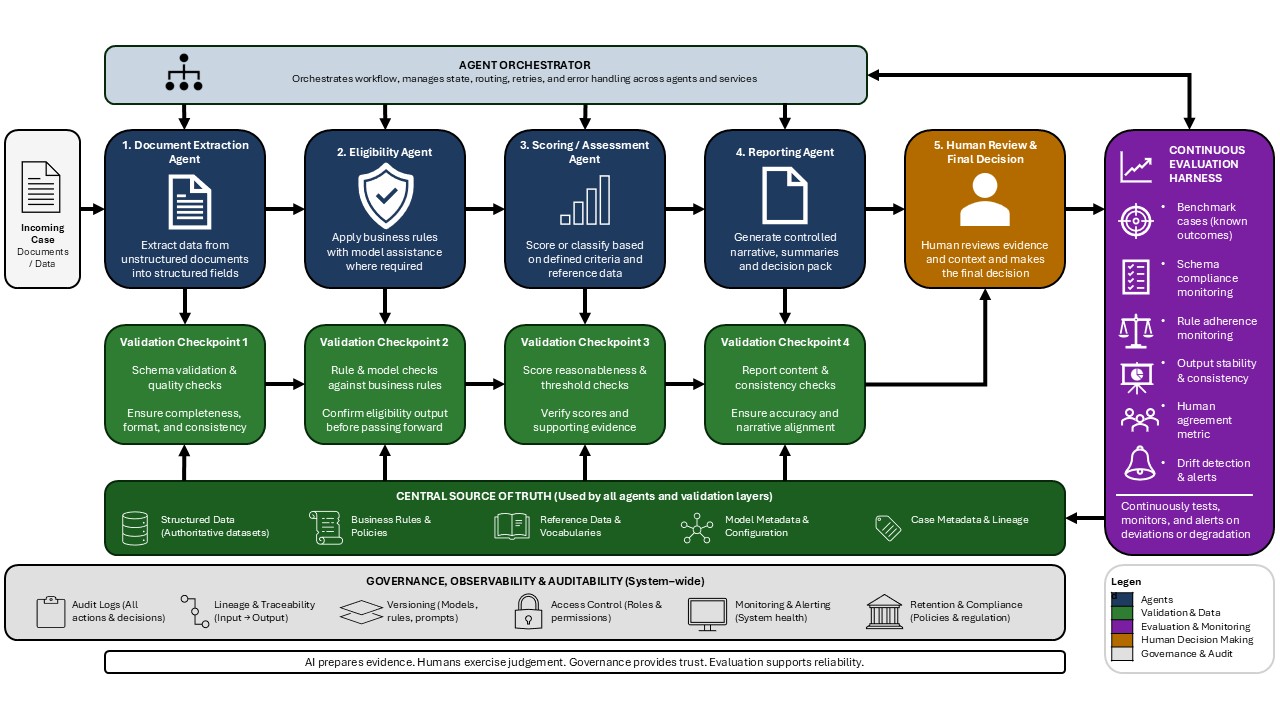 AGENT ORCHESTRATOR
Orchestrates workflow, manages state, routing, retries, and error handling across agents and services
Incoming
Case
Documents
/ Data
1. Document Extraction
Agent
Extract data from
unstructured documents
into structured fields
2. Eligibility Agent
Apply business rules
with model assistance
where required
3. Scoring / Assessment
Agent
Score or classify based
on defined criteria and
reference data
4. Reporting Agent
Generate controlled
narrative, summaries
and decision pack
5. Human Review &
Final Decision
Human reviews evidence
and context and makes
the final decision
CONTINUOUS
EVALUATION
HARNESS
• Benchmark
cases (known
outcomes)
• Schema
compliance
monitoring
• Rule adherence
monitoring
• Output stability
& consistency
• Human
agreement
metric
• Drift detection
& alerts
Continuously tests,
monitors, and alerts on
deviations or degradation
Validation Checkpoint 1
Schema validation &
quality checks
Ensure completeness,
format, and consistency
Validation Checkpoint 2
Rule & model checks
against business rules
Confirm eligibility output
before passing forward
Validation Checkpoint 3
Score reasonableness &
threshold checks
Verify scores and
supporting evidence
Validation Checkpoint 4
Report content &
consistency checks
Ensure accuracy and
narrative alignment
CENTRAL SOURCE OF TRUTH (Used by all agents and validation layers)
Structured Data
(Authoritative datasets)
Business Rules &
Policies
Reference Data &
Vocabularies
Model Metadata &
Configuration
Case Metadata & Lineage
GOVERNANCE, OBSERVABILITY & AUDITABILITY (System-wide)
Audit Logs (All
actions & decisions)
Lineage & Traceability
(Input → Output)
Versioning (Models,
rules, prompts)
Access Control (Roles &
permissions)
Monitoring & Alerting
(System health)
Retention & Compliance
(Policies & regulation)
Legen
d
Agents
Validation & Data
Evaluation & Monitoring
Human Decision Making
Governance & Audit
AI prepares evidence. Humans exercise judgement. Governance provides trust. Evaluation supports reliability.